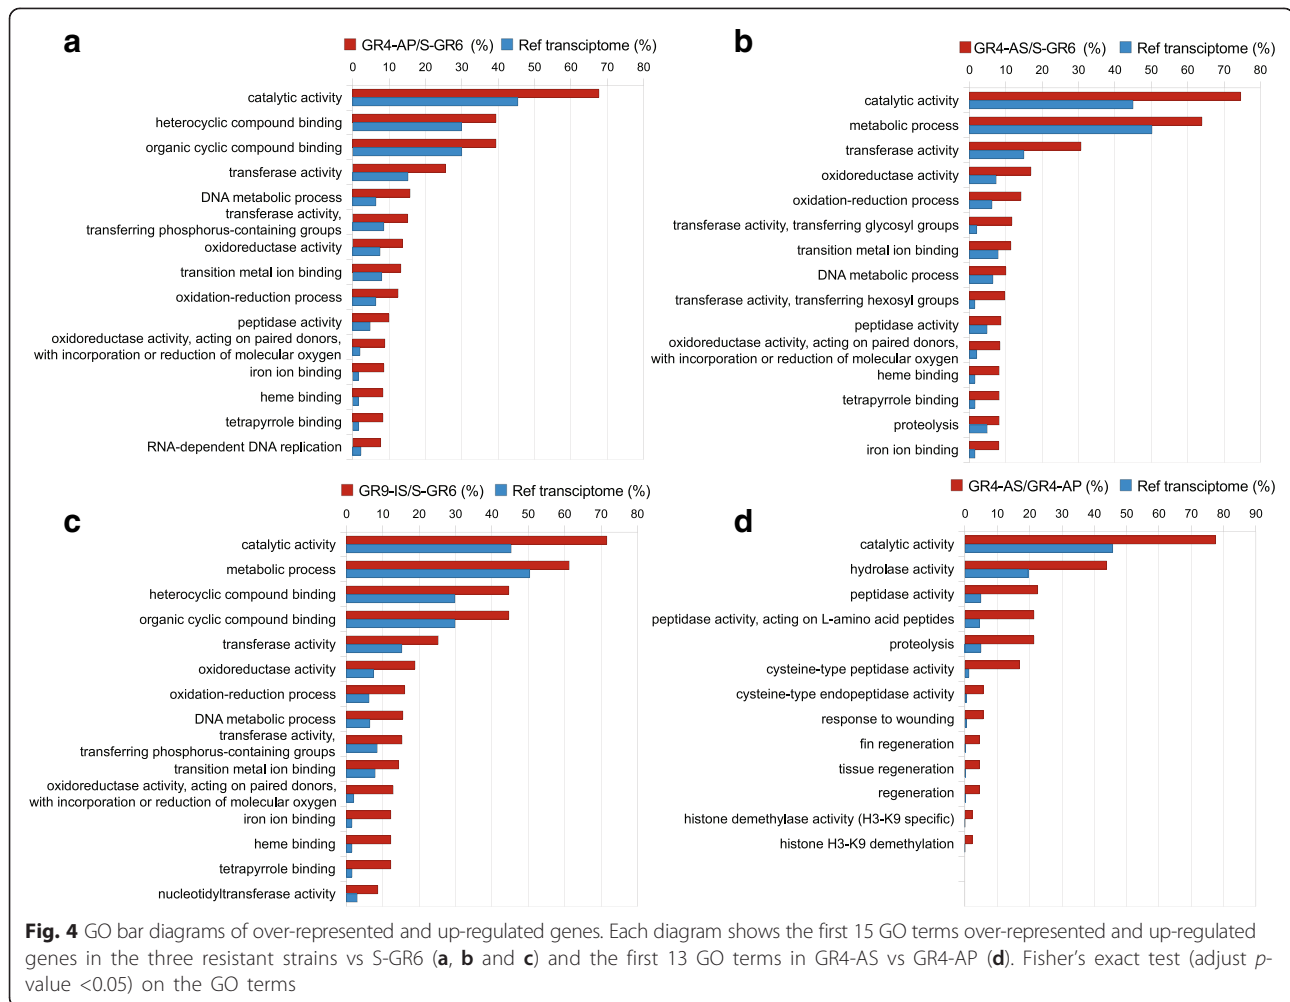 a
GR4-AP/S-GR6 (%) Ref transciptome (%)
0 10 20 30 40 50 60 70 80
catalytic activity
heterocyclic compound binding
organic cyclic compound binding
transferase activity
DNA metabolic process
transferase activity,
transferring phosphorus-containing groups
oxidoreductase activity
transition metal ion binding
oxidation-reduction process
peptidase activity
oxidoreductase activity, acting on paired donors,
with incorporation or reduction of molecular oxygen
iron ion binding
heme binding
tetrapyrrole binding
RNA-dependent DNA replication
b
GR4-AS/S-GR6 (%) Ref transciptome (%)
0 10 20 30 40 50 60 70 80
catalytic activity
metabolic process
transferase activity
oxidoreductase activity
oxidation-reduction process
transferase activity, transferring glycosyl groups
transition metal ion binding
DNA metabolic process
transferase activity, transferring hexosyl groups
peptidase activity
oxidoreductase activity, acting on paired donors,
with incorporation or reduction of molecular oxygen
heme binding
tetrapyrrole binding
proteolysis
iron ion binding
c
GR9-IS/S-GR6 (%) Ref transciptome (%)
0 10 20 30 40 50 60 70 80
catalytic activity
metabolic process
heterocyclic compound binding
organic cyclic compound binding
transferase activity
oxidoreductase activity
oxidation-reduction process
DNA metabolic process
transferase activity,
transferring phosphorus-containing groups
transition metal ion binding
oxidoreductase activity, acting on paired donors,
with incorporation or reduction of molecular oxygen
iron ion binding
heme binding
tetrapyrrole binding
nucleotidyltransferase activity
d
GR4-AS/GR4-AP (%) Ref transciptome (%)
0 10 20 30 40 50 60 70 80 90
catalytic activity
hydrolase activity
peptidase activity
peptidase activity, acting on L-amino acid peptides
proteolysis
cysteine-type peptidase activity
cysteine-type endopeptidase activity
response to wounding
fin regeneration
tissue regeneration
regeneration
histone demethylase activity (H3-K9 specific)
histone H3-K9 demethylation
Fig. 4 GO bar diagrams of over-represented and up-regulated genes. Each diagram shows the first 15 GO terms over-represented and up-regulated
genes in the three resistant strains vs S-GR6 (a, b and c) and the first 13 GO terms in GR4-AS vs GR4-AP (d). Fisher's exact test (adjust p-
value <0.05) on the GO terms